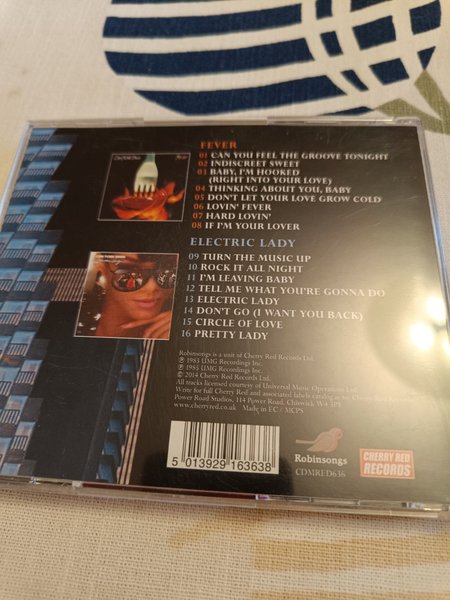 FEVER
01 CAN YOU FEEL THE GROOVE TONIGHT
02 INDISCREET SWEET
03 BABY, I'M HOOKED
(RIGHT INTO YOUR LOVE)
04 THINKING ABOUT YOU, BABY
05 DON'T LET YOUR LOVE GROW COLD
06 LOVIN' FEVER
07 HARD LOVIN'
08 IF I'M YOUR LOVER
ELECTRIC LADY
09 TURN THE MUSIC UP
10 ROCK IT ALL NIGHT
11 I'M LEAVING BABY
12 TELL ME WHAT YOU'RE GONNA DO
13 ELECTRIC LADY
14 DON'T GO (I WANT YOU BACK)
15 CIRCLE OF LOVE
16 PRETTY LADY
Robinsongs is a unit of Cherry Red Records Ltd.
℗ 1983 UMG Recordings Inc.
℗ 1985 UMG Recordings Inc.
© 2014 Cherry Red Records Ltd.
All tracks licensed courtesy of Universal Music Operations Ltd.
Write for full Cherry Red and associated labels catalog
Power Road Studios, 114 Power Road, Chiswick, W4 5PY
www.cherryred.co.uk Made in EC / MCPS
5 013929 163638
Robinsongs
CDMRED636
CHERRY RED
RECORDS